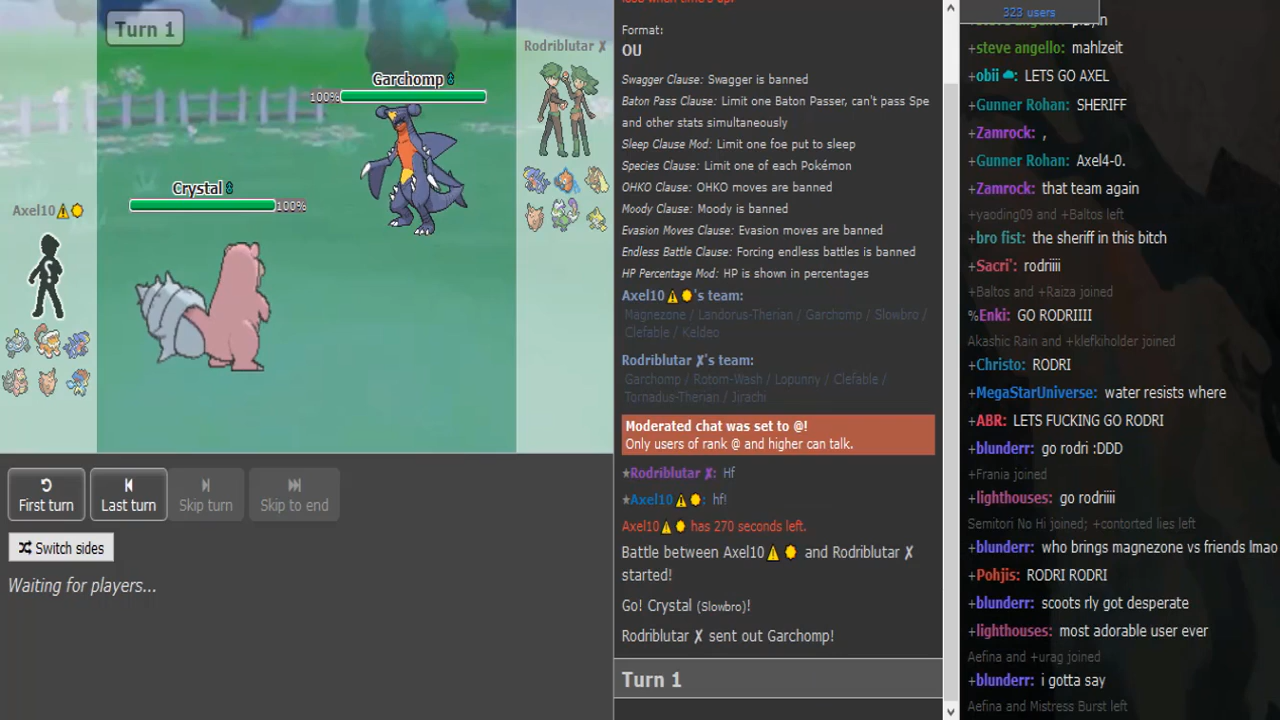 Turn 1
Garchomp
100%
Crystal
100%
Axel10
Rodriblutar ✗
First turn
Last turn
Skip turn
Skip to end
Switch sides
Waiting for players...
Format:
OU
Swagger Clause: Swagger is banned
Baton Pass Clause: Limit one Baton Passer, can't pass Spe
and other stats simultaneously
Sleep Clause Mod: Limit one foe put to sleep
Species Clause: Limit one of each Pokémon
OHKO Clause: OHKO moves are banned
Moody Clause: Moody is banned
Evasion Moves Clause: Evasion moves are banned
Endless Battle Clause: Forcing endless battles is banned
HP Percentage Mod: HP is shown in percentages
Axel10's team:
Magnezone / Landorus-Therian / Garchomp / Slowbro /
Clefable / Keldeo
Rodriblutar ✗'s team:
Garchomp / Rotom-Wash / Lopunny / Clefable /
Tornadus-Therian / Jirachi
Moderated chat was set to @!
Only users of rank @ and higher can talk.
★Rodriblutar ✗: Hf
★Axel10: hf!
Axel10 has 270 seconds left.
Battle between Axel10 and Rodriblutar ✗
started!
Go! Crystal (Slowbro)!
Rodriblutar ✗ sent out Garchomp!
Turn 1
323 users
+steve angello: mahlzeit
+obii: LETS GO AXEL
+Gunner Rohan: SHERIFF
+Zamrock: ,
+Gunner Rohan: Axel4-0.
+Zamrock: that team again
+yaoding09 and +Baltos left
+bro fist: the sheriff in this bitch
+Sacri': rodriiii
+Baltos and +Raiza joined
%Enki: GO RODRIIII
Akashic Rain and +klefkiholder joined
+Christo: RODRI
+MegaStarUniverse: water resists where
+ABR: LETS FUCKING GO RODRI
+blunderr: go rodri :DDD
+Frania joined
+lighthouses: go rodriiii
Semitori No Hi joined; +contorted lies left
+blunderr: who brings magnezone vs friends lmao
+Pohjis: RODRI RODRI
+blunderr: scoots rly got desperate
+lighthouses: most adorable user ever
Aefina and +urag joined
+blunderr: i gotta say
Aefina and Mistress Burst left